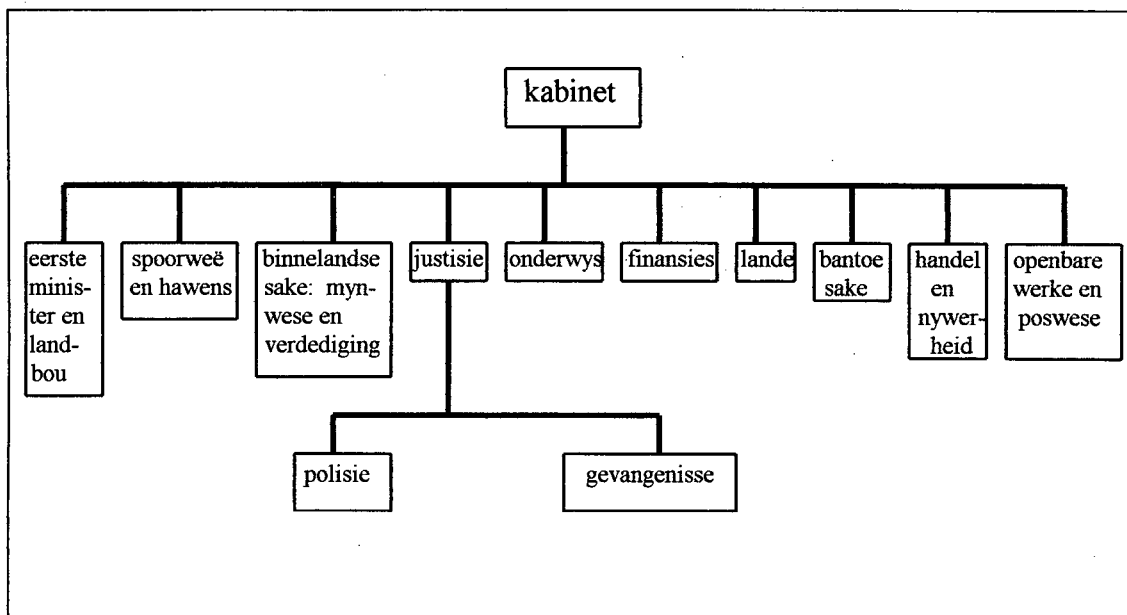 kabinet
eerste
minis-
ter en
land-
bou
spoorweë
en hawens
binnelandse
sake: myn-
wese en
verdediging
justisie
onderwys
finansies
lande
bantoe
sake
handel
en
nywer-
heid
openbare
werke en
poswese
polisie
gevangenisse